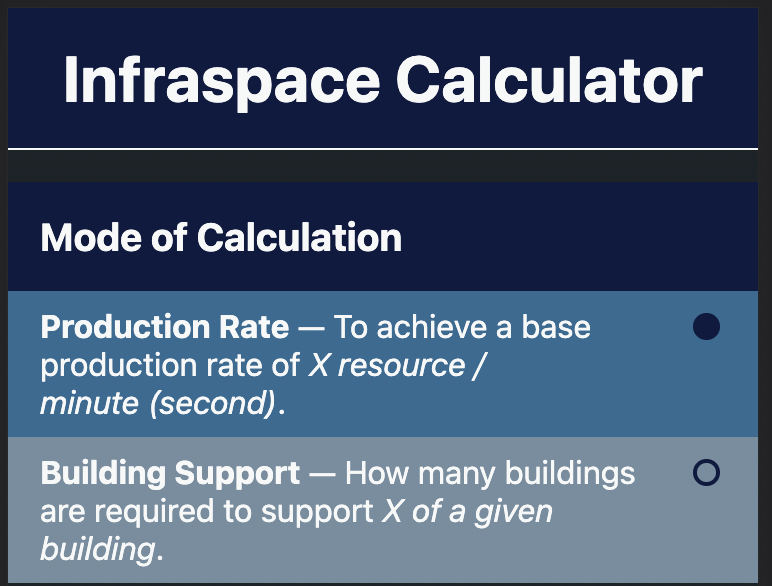 Infraspace Calculator
Mode of Calculation
Production Rate — To achieve a base
production rate of X resource /
minute (second).
Building Support — How many buildings
are required to support X of a given
building.